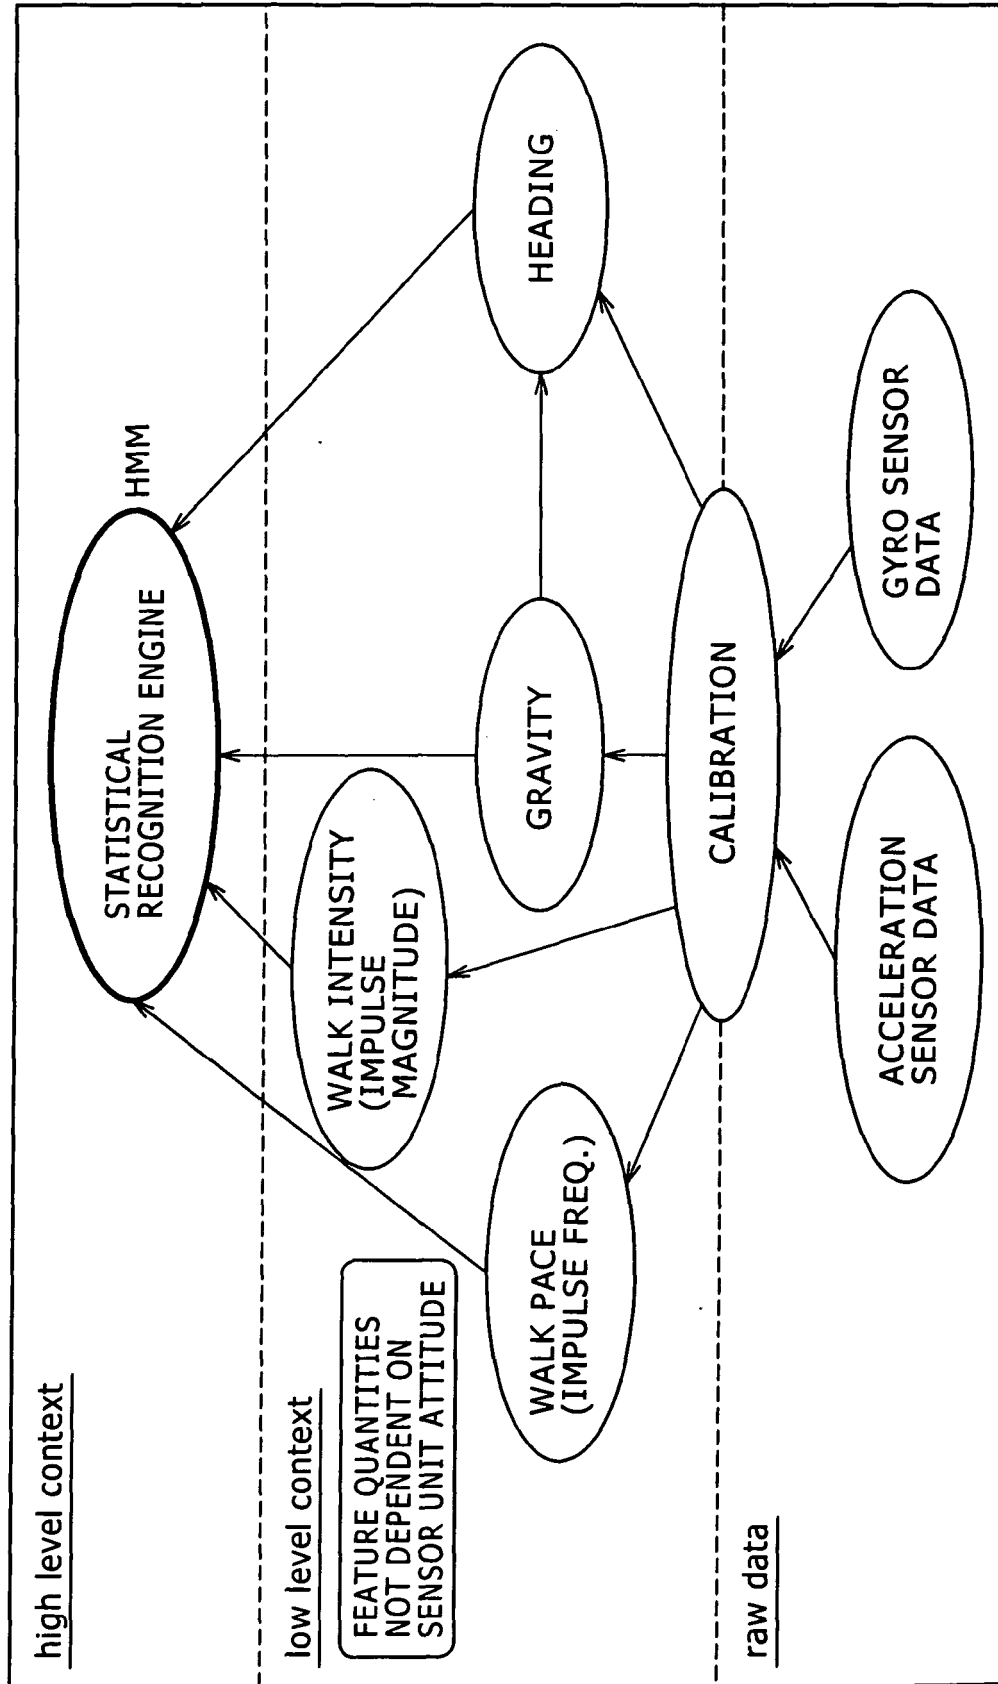 high level context
STATISTICAL
RECOGNITION ENGINE
HMM
low level context
FEATURE QUANTITIES
NOT DEPENDENT ON
SENSOR UNIT ATTITUDE
WALK INTENSITY
(IMPULSE
MAGNITUDE)
WALK PACE
(IMPULSE FREQ.)
GRAVITY
HEADING
CALIBRATION
raw data
ACCELERATION
SENSOR DATA
GYRO SENSOR
DATA